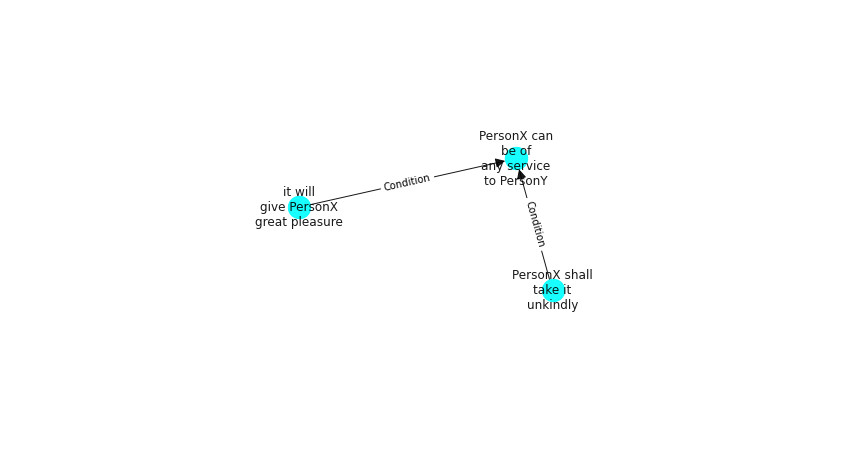 PersonX can
be of
any service
to PersonY
Condition
it will
give PersonX
great pleasure
Condition
PersonX shall
take it
unkindly